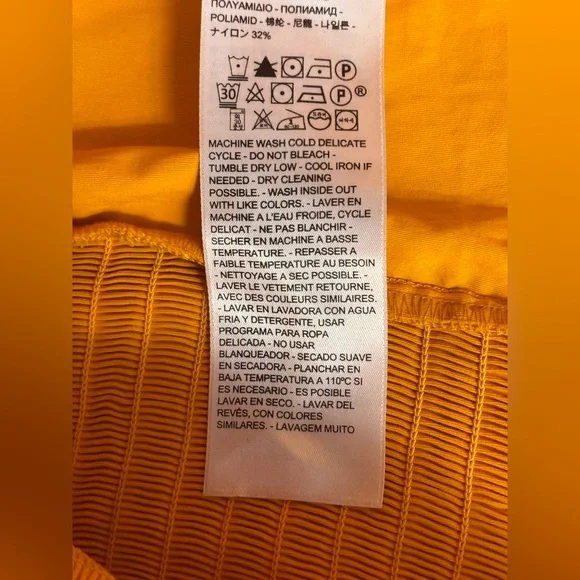 ΠΟΛΥΑΜΙΔΙΟ - ПОЛИАМИД -
POLIAMID - 锦纶 - 尼龍 - 나일론 -
ナイロン 32%
P
30 P ®
MACHINE WASH COLD DELICATE
CYCLE - DO NOT BLEACH -
TUMBLE DRY LOW - COOL IRON IF
NEEDED - DRY CLEANING
POSSIBLE. - WASH INSIDE OUT
WITH LIKE COLORS. - LAVER EN
MACHINE A L'EAU FROIDE, CYCLE
DELICAT - NE PAS BLANCHIR -
SECHER EN MACHINE A BASSE
TEMPERATURE. - REPASSER A
FAIBLE TEMPERATURE AU BESOIN
- NETTOYAGE A SEC POSSIBLE. -
LAVER LE VETEMENT RETOURNE,
AVEC DES COULEURS SIMILAIRES.
- LAVAR EN LAVADORA CON AGUA
FRIA Y DETERGENTE, USAR
PROGRAMA PARA ROPA
DELICADA - NO USAR
BLANQUEADOR - SECADO SUAVE
EN SECADORA - PLANCHAR EN
BAJA TEMPERATURA A 110ºC SI
ES NECESARIO - ES POSIBLE
LAVAR EN SECO. - LAVAR DEL
REVÉS, CON COLORES
SIMILARES. - LAVAGEM MUITO